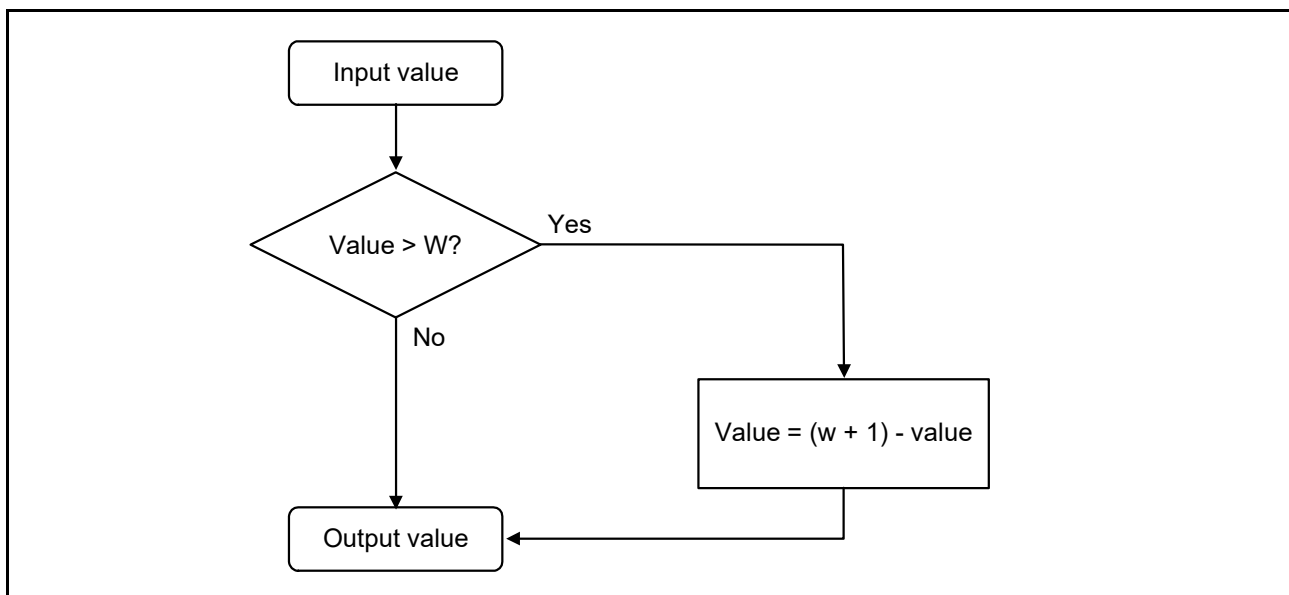 Input value
Value > W?
Yes
No
Value = (w + 1) - value
Output value